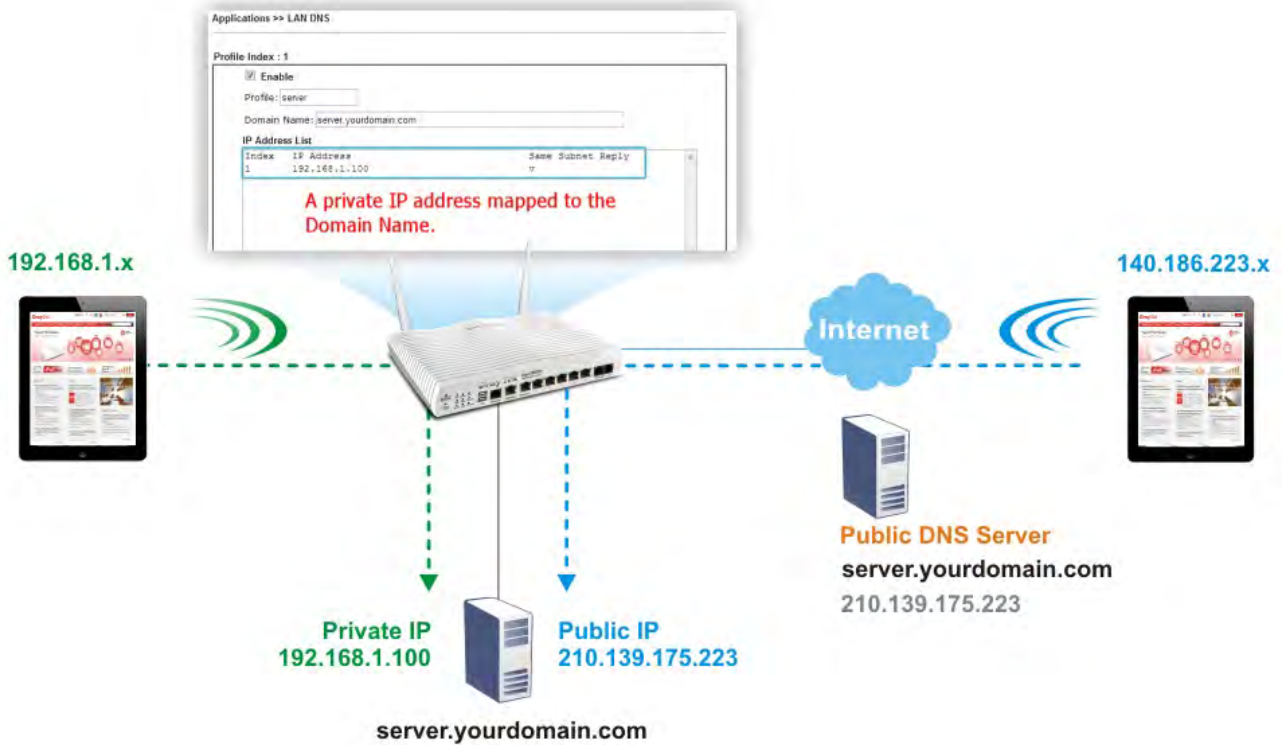 Applications >> LAN DNS
Profile Index : 1
Enable
Profile: server
Domain Name: server.yourdomain.com
IP Address List
Index IP Address Same Subnet Reply
1 192.168.1.100 v
A private IP address mapped to the
Domain Name.
192.168.1.x
140.186.223.x
Internet
Public DNS Server
server.yourdomain.com
210.139.175.223
Private IP
192.168.1.100
Public IP
210.139.175.223
server.yourdomain.com